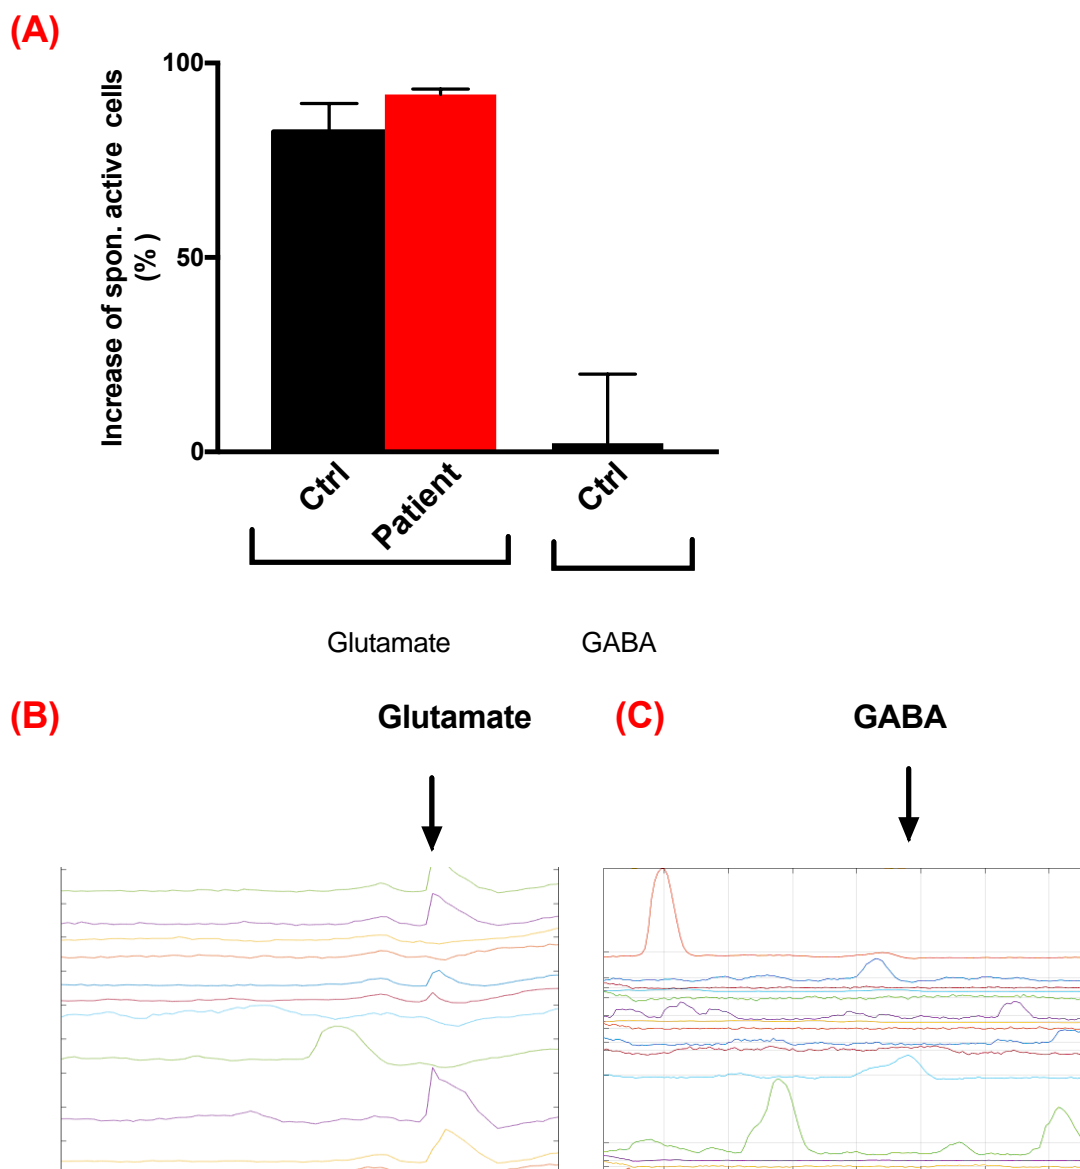 (A)
Increase of spon. active cells
(% )
100
50
0
Ctrl
Patient
Ctrl
Glutamate
GABA
(B)
Glutamate
(C)
GABA